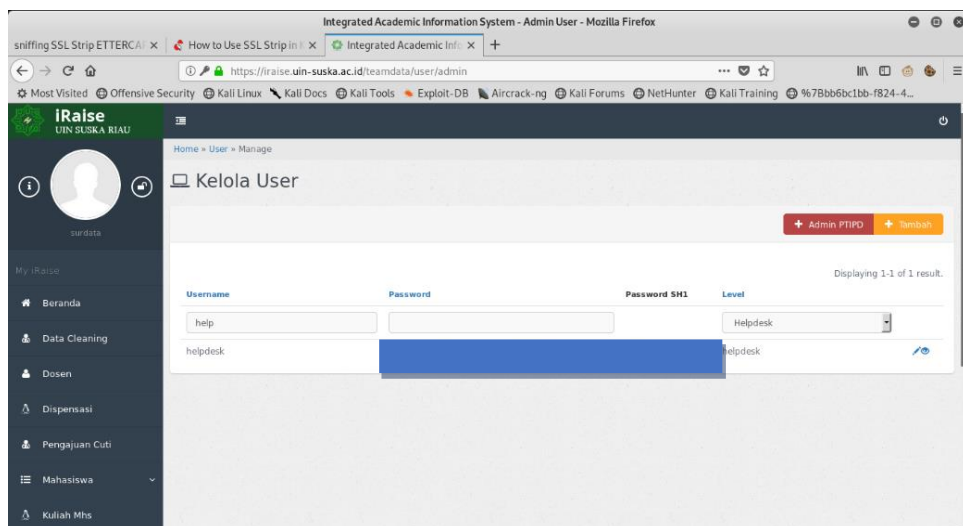 Integrated Academic Information System - Admin User - Mozilla Firefox
sniffing SSL Strip ETTERCA
How to Use SSL Strip in
Integrated Academic Info
https://iraise.uin-suska.ac.id/teamdata/user/admin
Most Visited Offensive Security Kali Linux Kali Docs Kali Tools Exploit-DB Aircrack-ng Kali Forums NetHunter Kali Training %7Bbb6bc1bb-f824-4...
iRaise
UIN SUSKA RIAU
Home » User » Manage
Kelola User
surdata
+ Admin PTIPD + Tambah
My iRaise
Displaying 1-1 of 1 result.
Username Password Password SH1 Level
Beranda
help Helpdesk
Data Cleaning
helpdesk helpdesk
Dosen
Dispensasi
Pengajuan Cuti
Mahasiswa
Kuliah Mhs